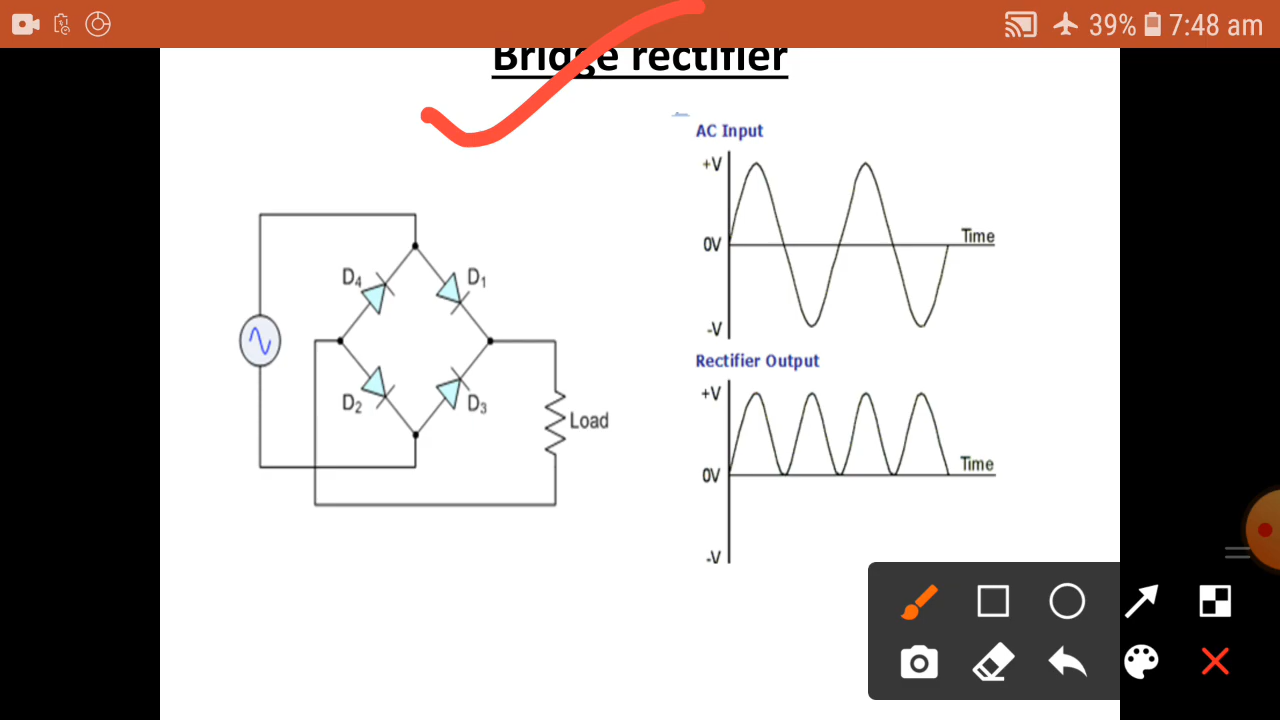 39% 7:48 am
Bridge rectifier
AC Input
+V
0V
Time
-V
D4
D1
D2
D3
Load
Rectifier Output
+V
0V
Time
-V